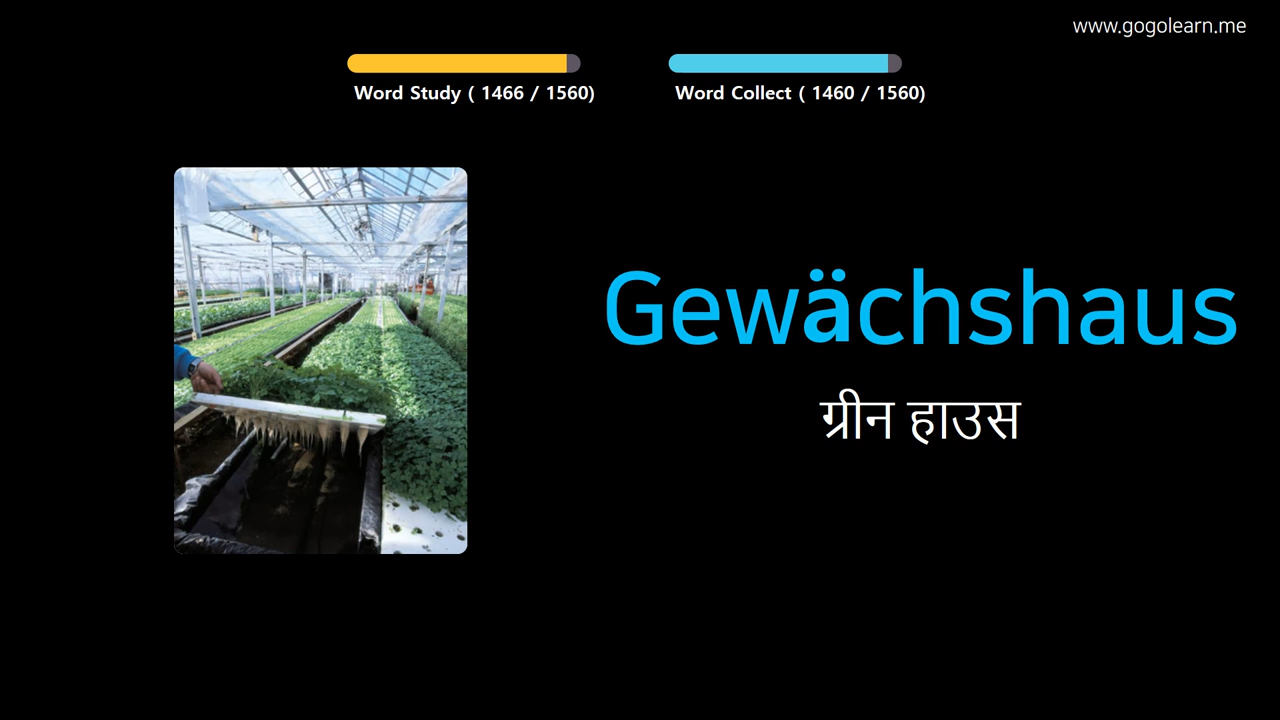 www.gogolearn.me
Word Study ( 1466 / 1560)
Word Collect ( 1460 / 1560)
Gewächshaus
ग्रीन हाउस